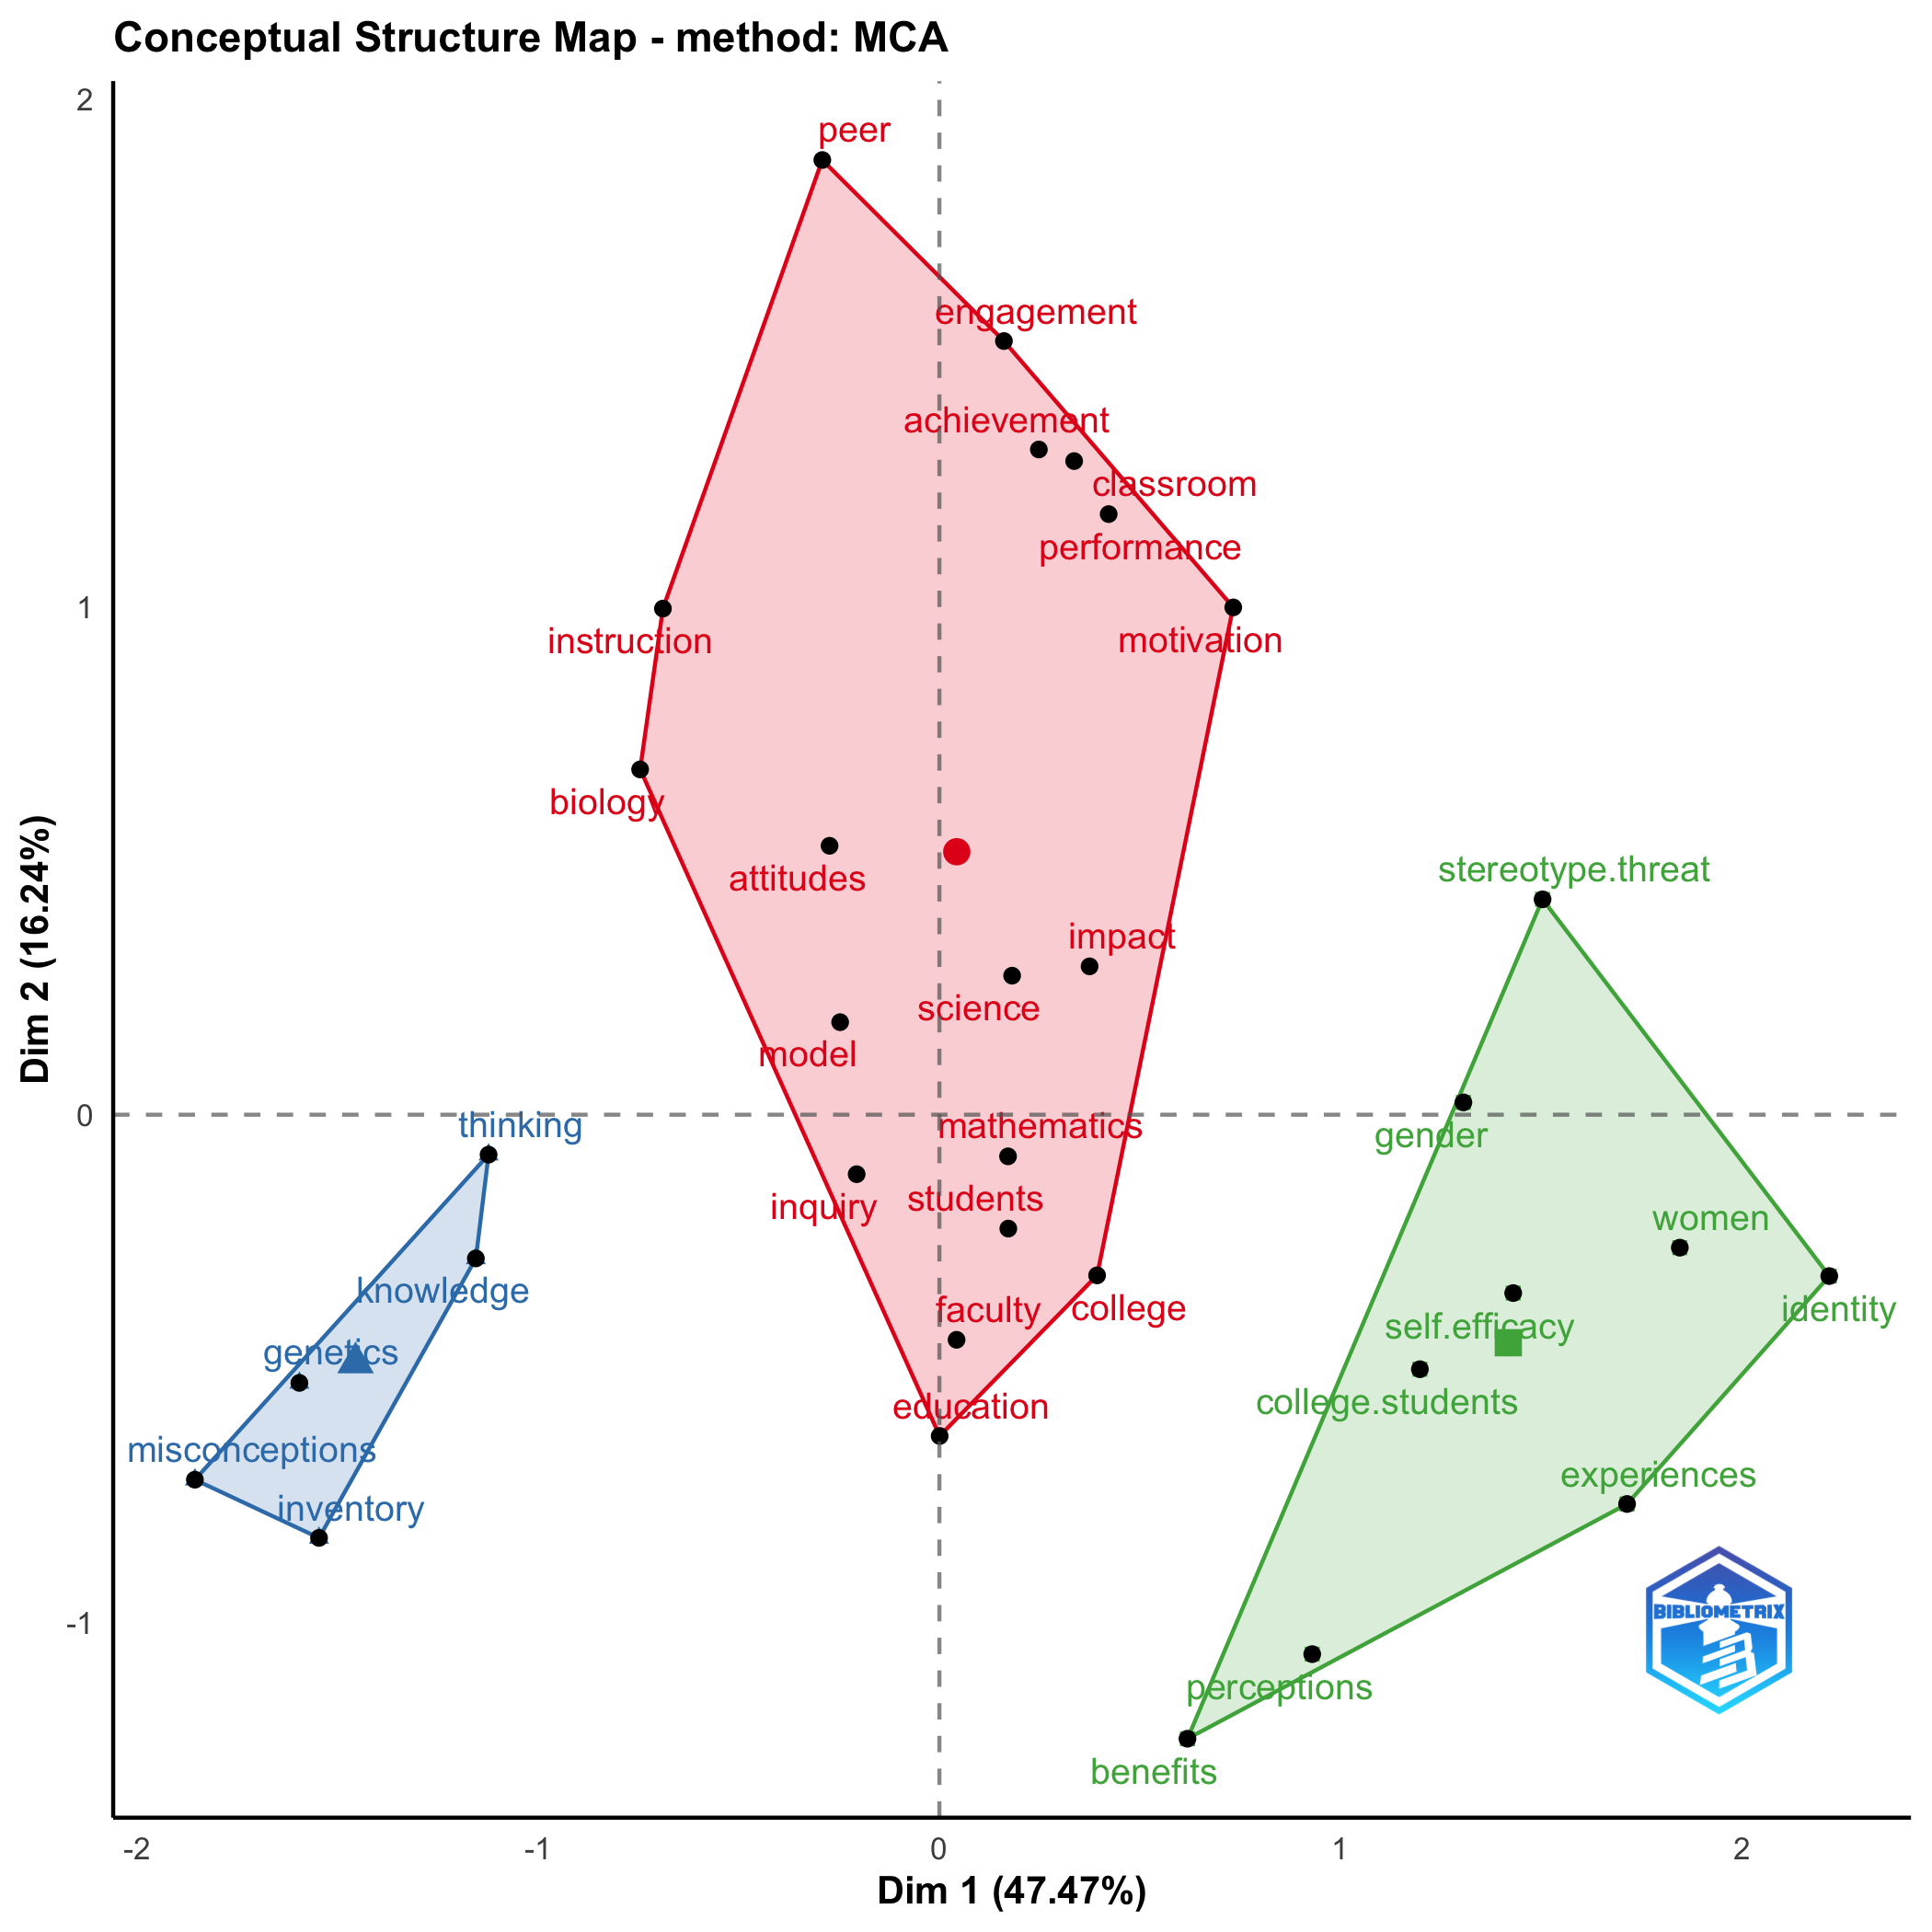 Conceptual Structure Map - method: MCA
2
peer
engagement
achievement
classroom
performance
1
instruction
motivation
biology
attitudes
stereotype.threat
impact
science
model
Dim 2 (16.24%)
0
thinking
mathematics
gender
inquiry
students
women
knowledge
faculty
college
identity
self.efficacy
genetics
education
college.students
misconceptions
experiences
inventory
BIBLIOMETRIX
-1
perceptions
benefits
-2
-1
0
1
2
Dim 1 (47.47%)